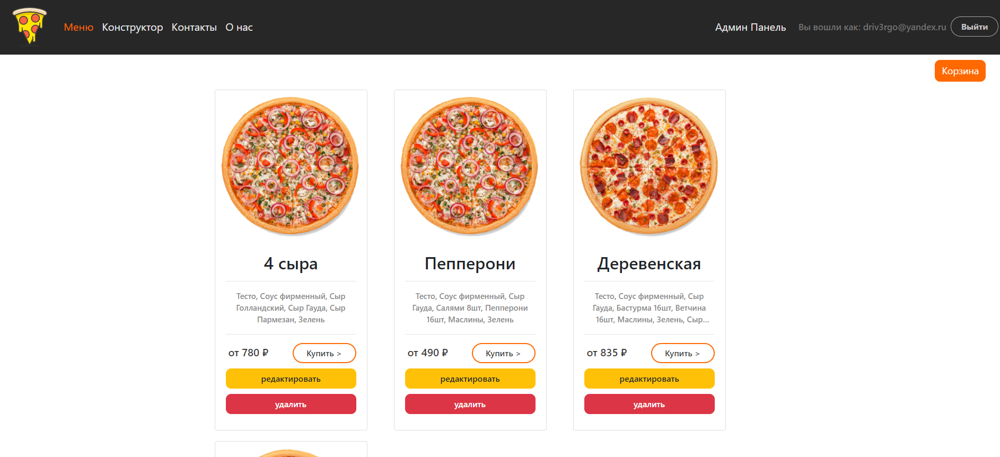 Меню Конструктор Контакты О нас Админ Панель Вы вошли как: driv3rgo@yandex.ru Выйти
Корзина
4 сыра
Тесто, Соус фирменный, Сыр
Голландский, Сыр Гауда, Сыр
Пармезан, Зелень
от 780 ₽ Купить >
редактировать
удалить
Пепперони
Тесто, Соус фирменный, Сыр
Гауда, Салями 8шт, Пепперони
16шт, Маслины, Зелень
от 490 ₽ Купить >
редактировать
удалить
Деревенская
Тесто, Соус фирменный, Сыр
Гауда, Бастурма 16шт, Ветчина
16шт, Маслины, Зелень, Сыр...
от 835 ₽ Купить >
редактировать
удалить